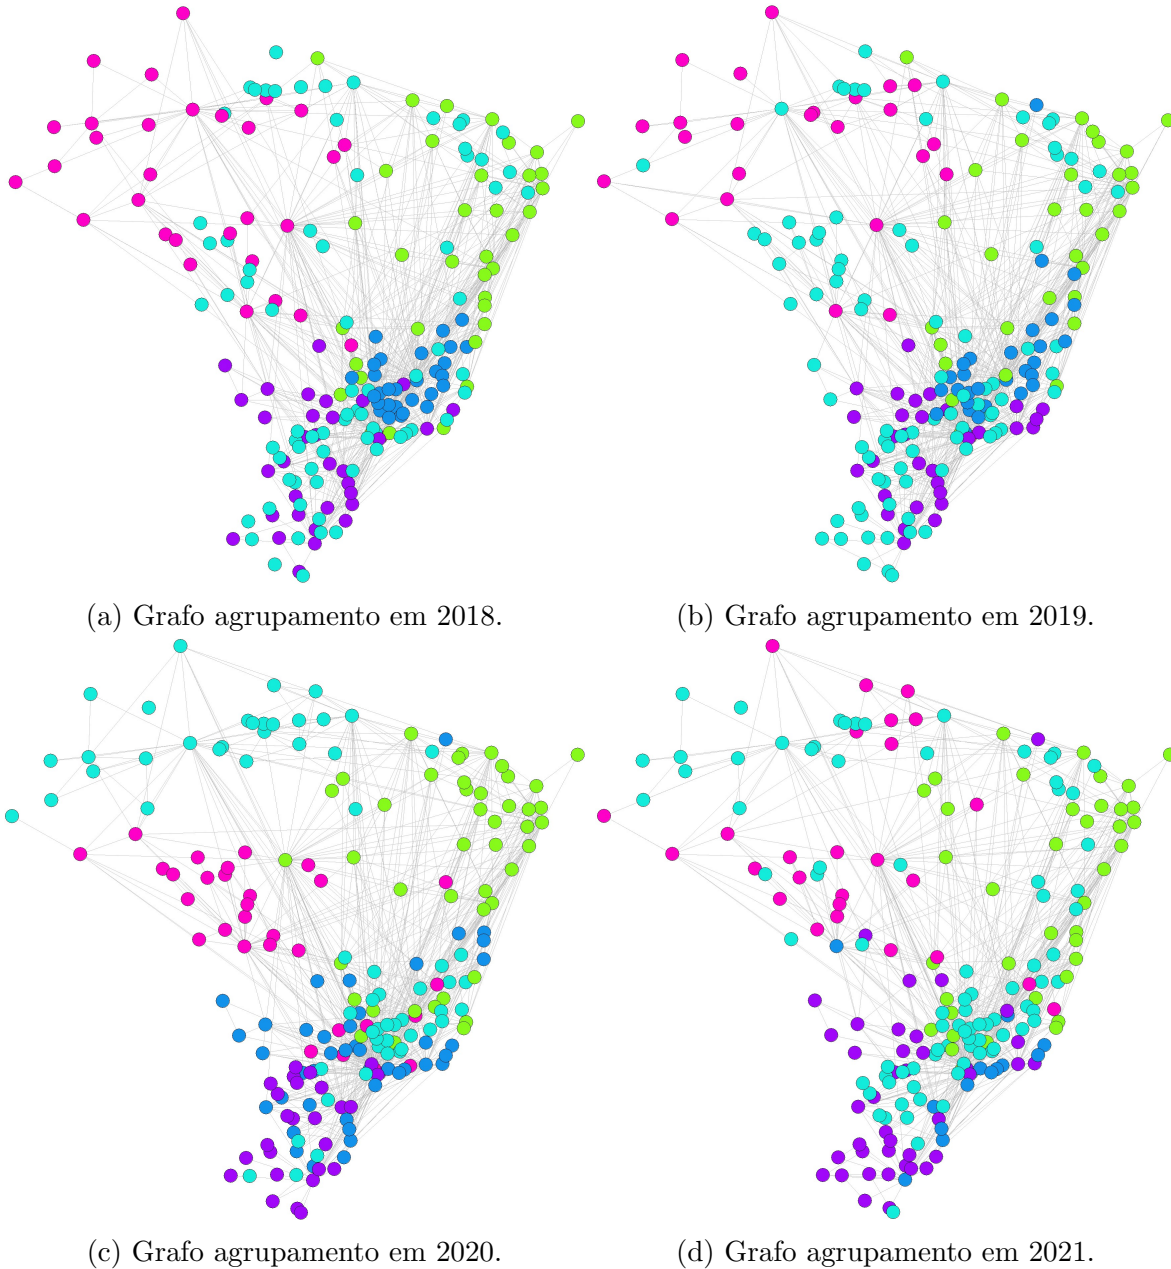 (a) Grafo agrupamento em 2018.
(b) Grafo agrupamento em 2019.
(c) Grafo agrupamento em 2020.
(d) Grafo agrupamento em 2021.